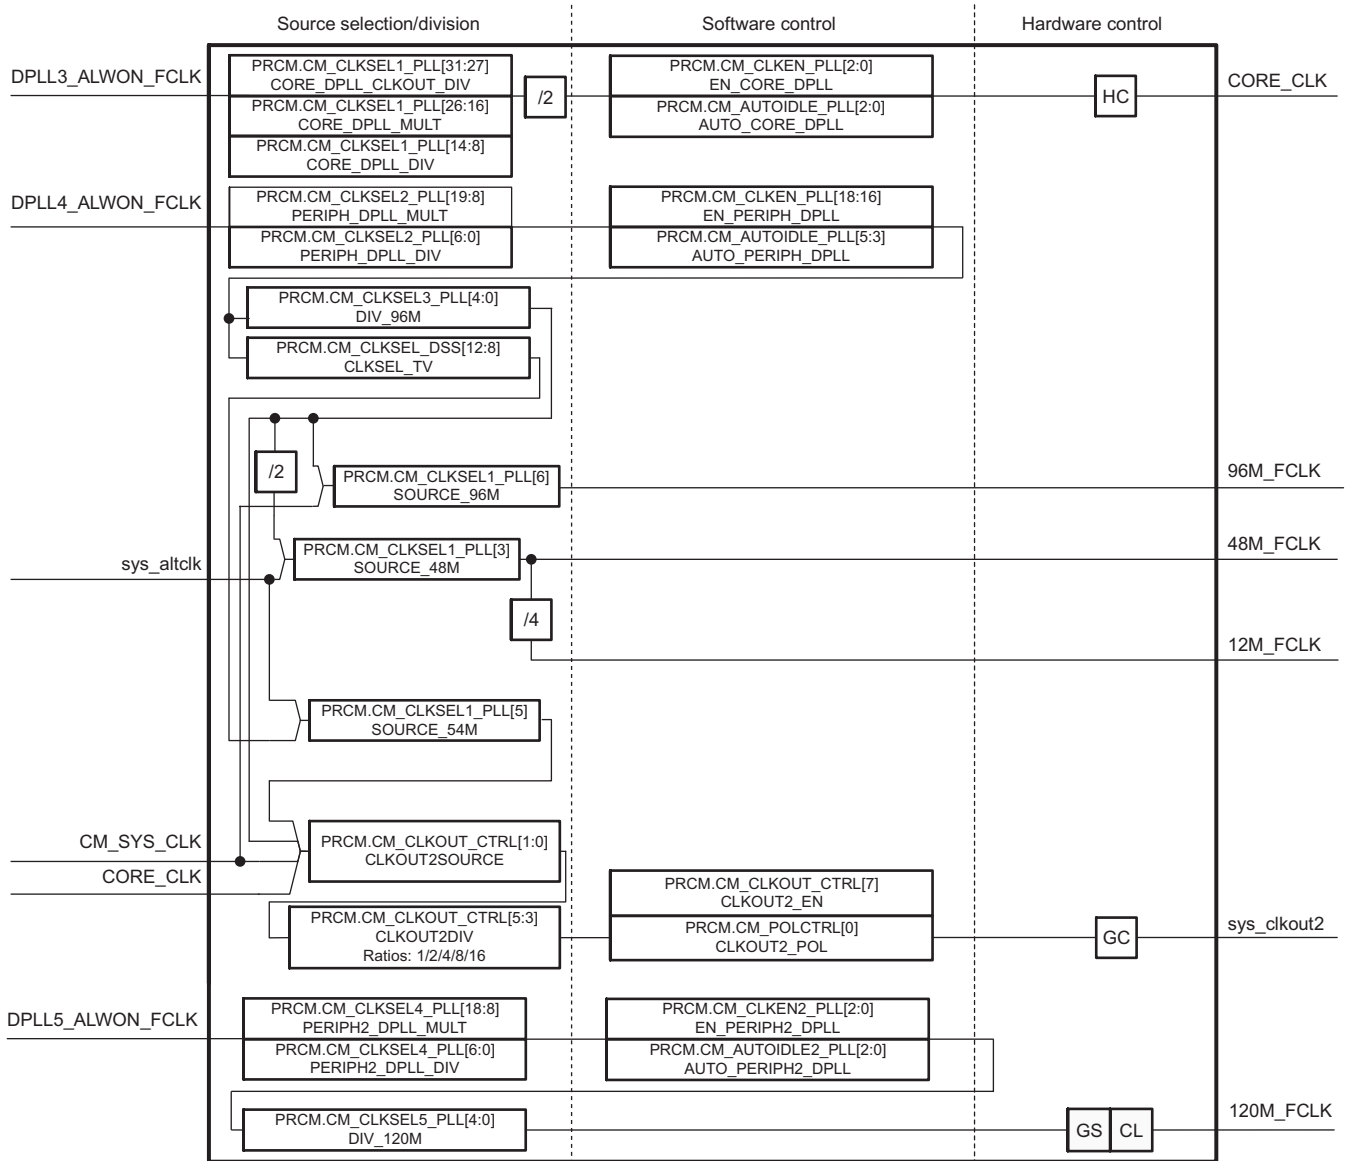 Source selection/division
Software control
Hardware control
DPLL3_ALWON_FCLK
PRCM.CM_CLKSEL1_PLL[31:27]
CORE_DPLL_CLKOUT_DIV
PRCM.CM_CLKSEL1_PLL[26:16]
CORE_DPLL_MULT
PRCM.CM_CLKSEL1_PLL[14:8]
CORE_DPLL_DIV
/2
PRCM.CM_CLKEN_PLL[2:0]
EN_CORE_DPLL
PRCM.CM_AUTOIDLE_PLL[2:0]
AUTO_CORE_DPLL
HC
CORE_CLK
DPLL4_ALWON_FCLK
PRCM.CM_CLKSEL2_PLL[19:8]
PERIPH_DPLL_MULT
PRCM.CM_CLKSEL2_PLL[6:0]
PERIPH_DPLL_DIV
PRCM.CM_CLKEN_PLL[18:16]
EN_PERIPH_DPLL
PRCM.CM_AUTOIDLE_PLL[5:3]
AUTO_PERIPH_DPLL
PRCM.CM_CLKSEL3_PLL[4:0]
DIV_96M
PRCM.CM_CLKSEL_DSS[12:8]
CLKSEL_TV
/2
PRCM.CM_CLKSEL1_PLL[6]
SOURCE_96M
96M_FCLK
sys_altclk
PRCM.CM_CLKSEL1_PLL[3]
SOURCE_48M
48M_FCLK
/4
12M_FCLK
PRCM.CM_CLKSEL1_PLL[5]
SOURCE_54M
CM_SYS_CLK
CORE_CLK
PRCM.CM_CLKOUT_CTRL[1:0]
CLKOUT2SOURCE
PRCM.CM_CLKOUT_CTRL[5:3]
CLKOUT2DIV
Ratios: 1/2/4/8/16
PRCM.CM_CLKOUT_CTRL[7]
CLKOUT2_EN
PRCM.CM_POLCTRL[0]
CLKOUT2_POL
GC
sys_clkout2
DPLL5_ALWON_FCLK
PRCM.CM_CLKSEL4_PLL[18:8]
PERIPH2_DPLL_MULT
PRCM.CM_CLKSEL4_PLL[6:0]
PERIPH2_DPLL_DIV
PRCM.CM_CLKEN2_PLL[2:0]
EN_PERIPH2_DPLL
PRCM.CM_AUTOIDLE2_PLL[2:0]
AUTO_PERIPH2_DPLL
PRCM.CM_CLKSEL5_PLL[4:0]
DIV_120M
GS
CL
120M_FCLK